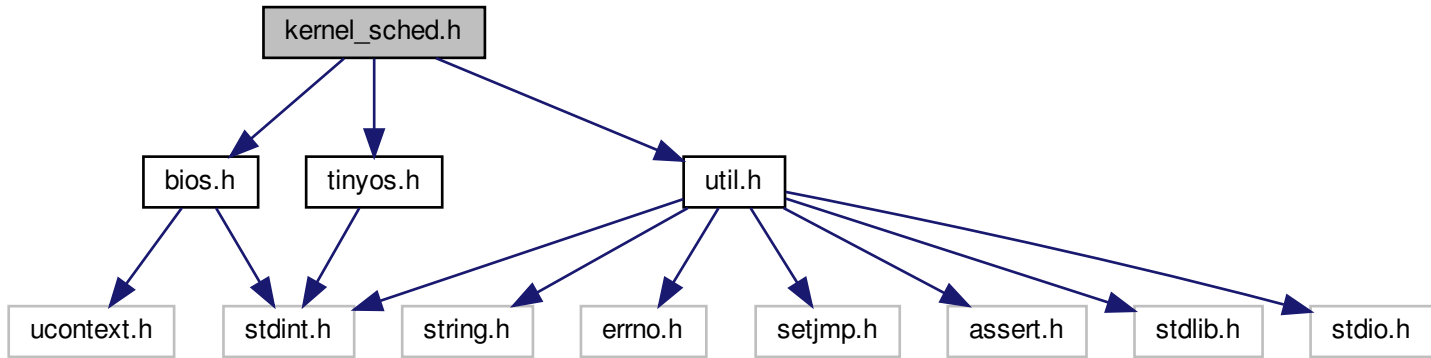 kernel_sched.h
bios.h
tinyos.h
util.h
ucontext.h
stdint.h
string.h
errno.h
setjmp.h
assert.h
stdlib.h
stdio.h